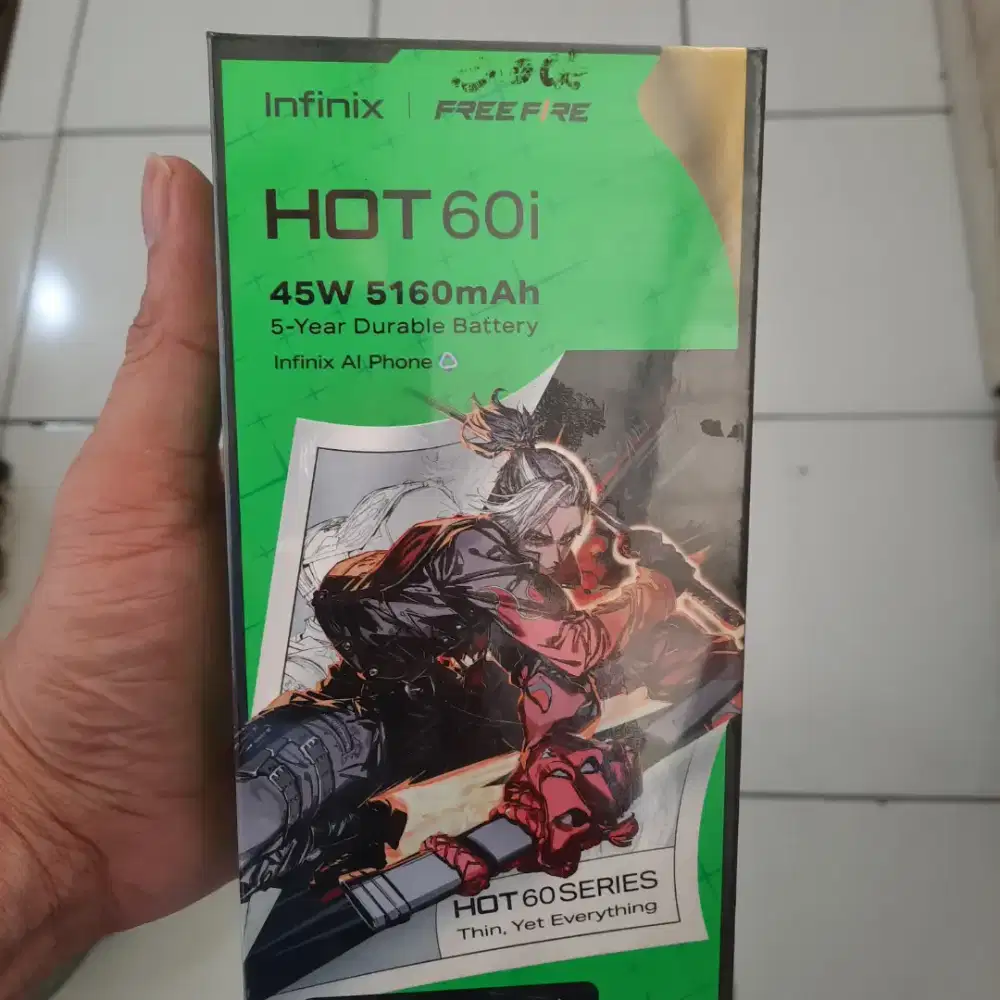 Infinix
FREE FIRE
HOT 60i
45W 5160mAh
5-Year Durable Battery
Infinix AI Phone
HOT 60 SERIES
Thin, Yet Everything